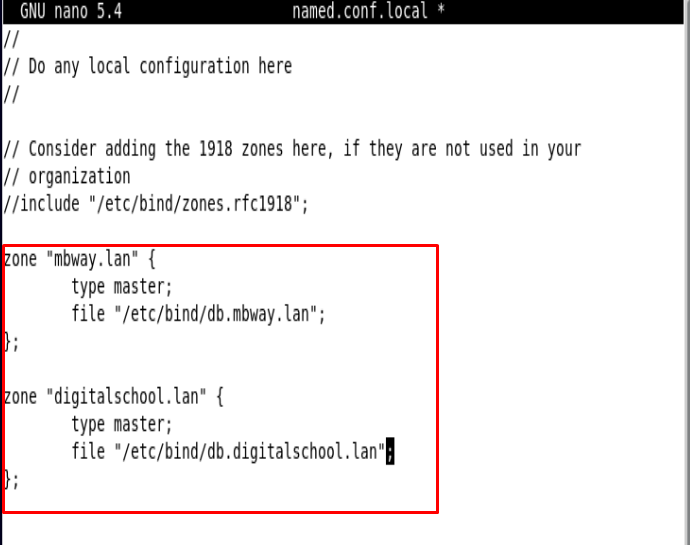 GNU nano 5.4 named.conf.local *
//
// Do any local configuration here
//
// Consider adding the 1918 zones here, if they are not used in your
// organization
//include "/etc/bind/zones.rfc1918";
zone "mbway.lan" {
type master;
file "/etc/bind/db.mbway.lan";
};
zone "digitalschool.lan" {
type master;
file "/etc/bind/db.digitalschool.lan";
};